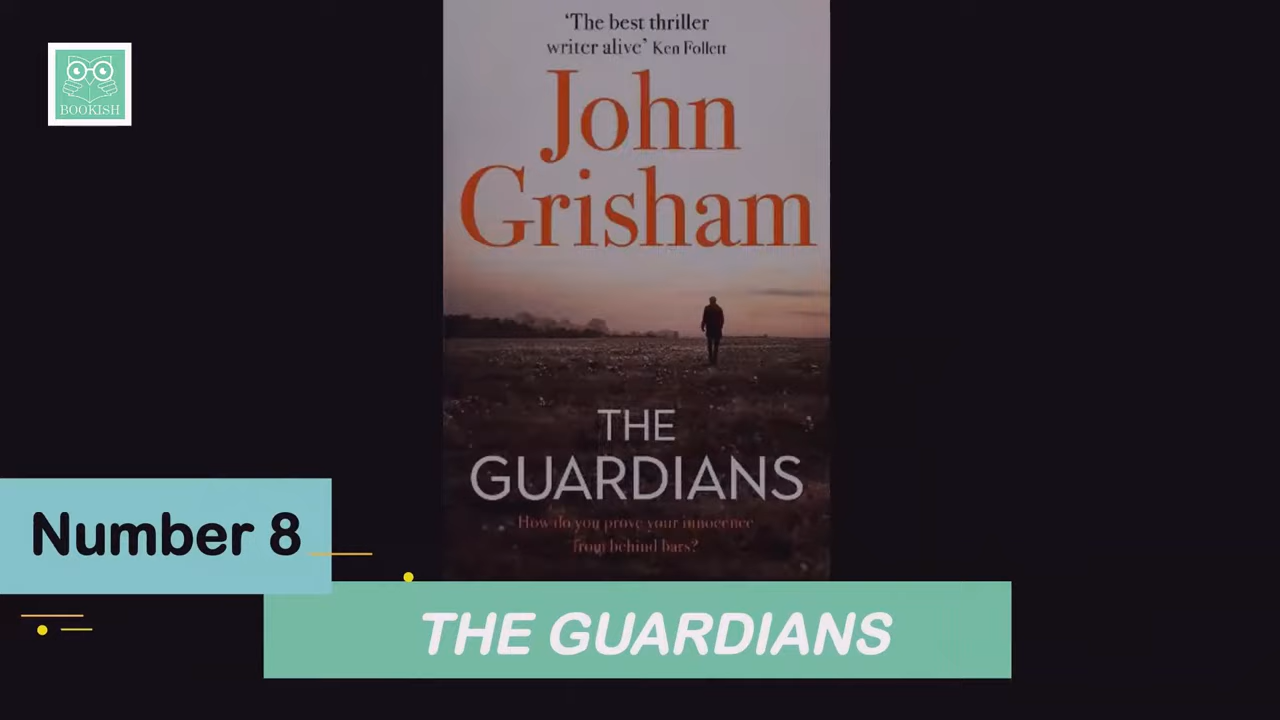 BOOKISH
'The best thriller
writer alive' Ken Follett
John
Grisham
THE
GUARDIANS
How do you prove your innocence
from behind bars?
Number 8
THE GUARDIANS